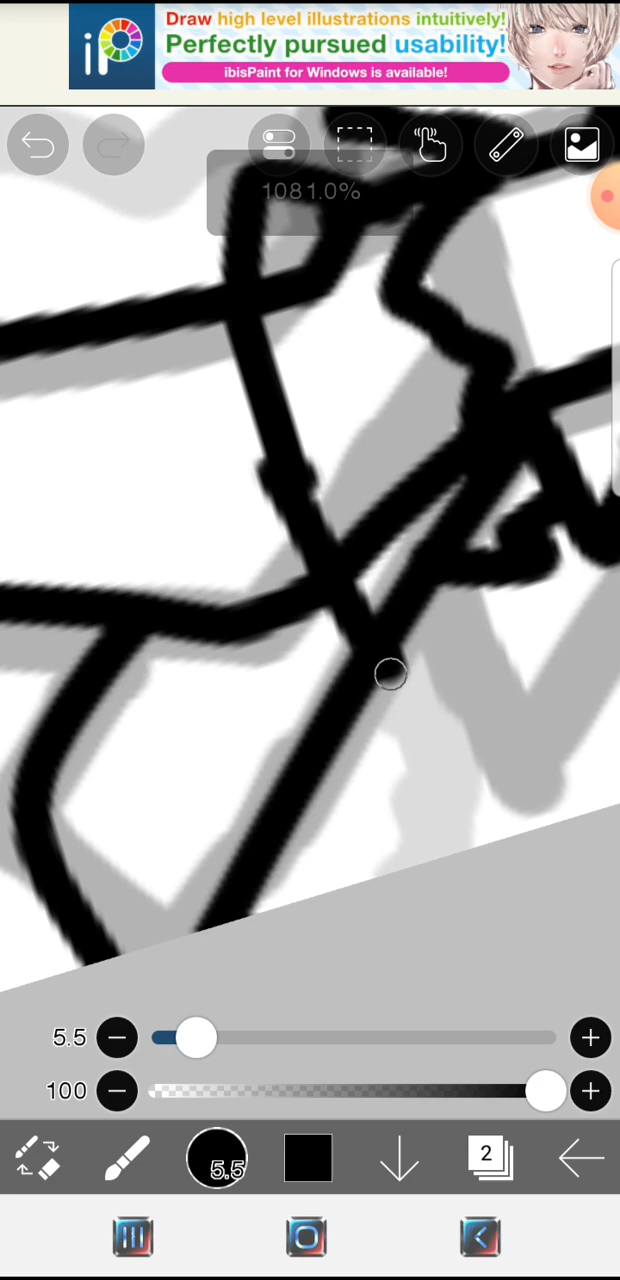 iP
Draw high level illustrations intuitively!
Perfectly pursued usability!
ibisPaint for Windows is available!
1081.0%
5.5
100
5.5
2